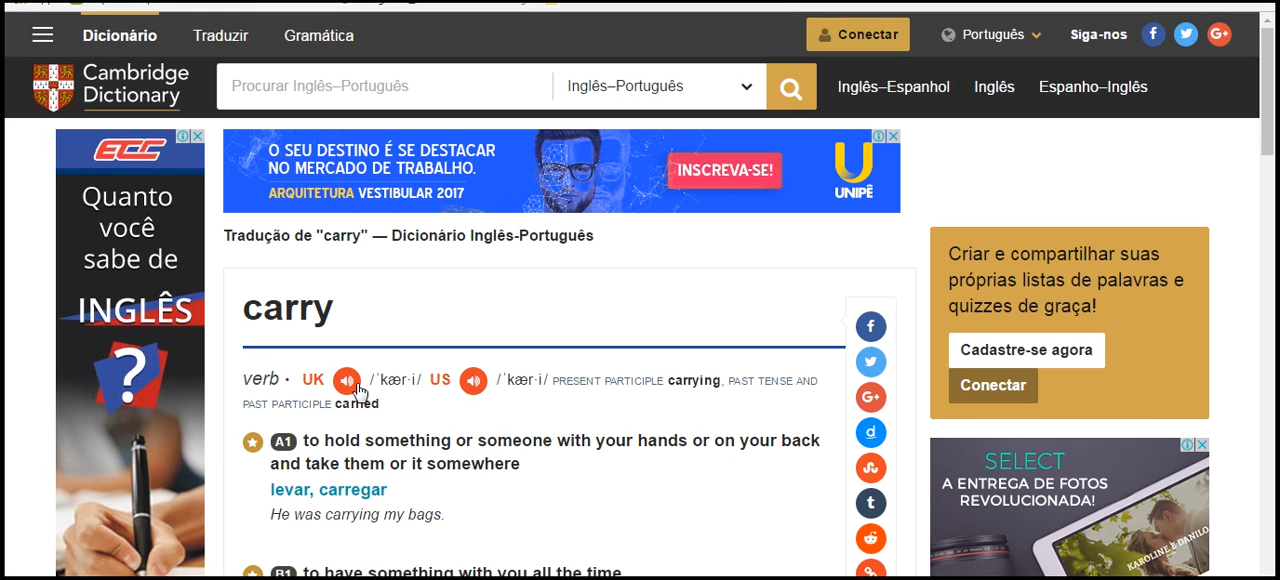 Dicionário Traduzir Gramática Conectar Português Siga-nos
Cambridge
Dictionary
Procurar Inglês–Português Inglês–Português Inglês–Espanhol Inglês Espanho–Inglês
ECC
Quanto
você
sabe de
INGLÊS
?
O SEU DESTINO É SE DESTACAR
NO MERCADO DE TRABALHO.
ARQUITETURA VESTIBULAR 2017
INSCREVA-SE!
UNIPÊ
Tradução de "carry" — Dicionário Inglês-Português
carry
verb · UK /ˈkær·i/ US /ˈkær·i/ PRESENT PARTICIPLE carrying, PAST TENSE AND
PAST PARTICIPLE carried
A1 to hold something or someone with your hands or on your back
and take them or it somewhere
levar, carregar
He was carrying my bags.
B1 to have something with you all the time
Criar e compartilhar suas
próprias listas de palavras e
quizzes de graça!
Cadastre-se agora
Conectar
SELECT
A ENTREGA DE FOTOS
REVOLUCIONADA!
KAROLINE E DANILO